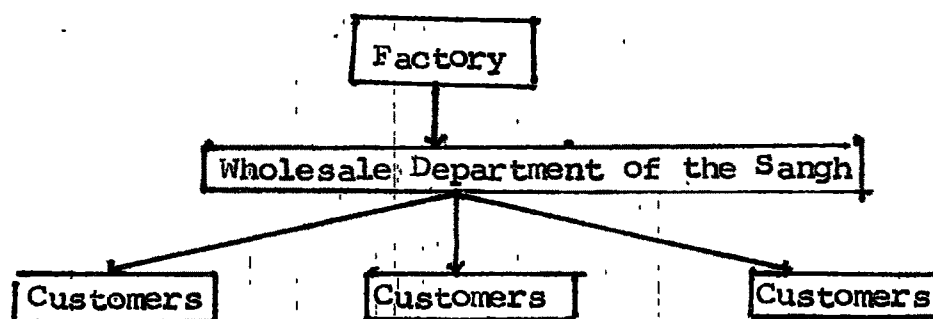 Factory
Wholesale Department of the Sangh
Customers Customers Customers